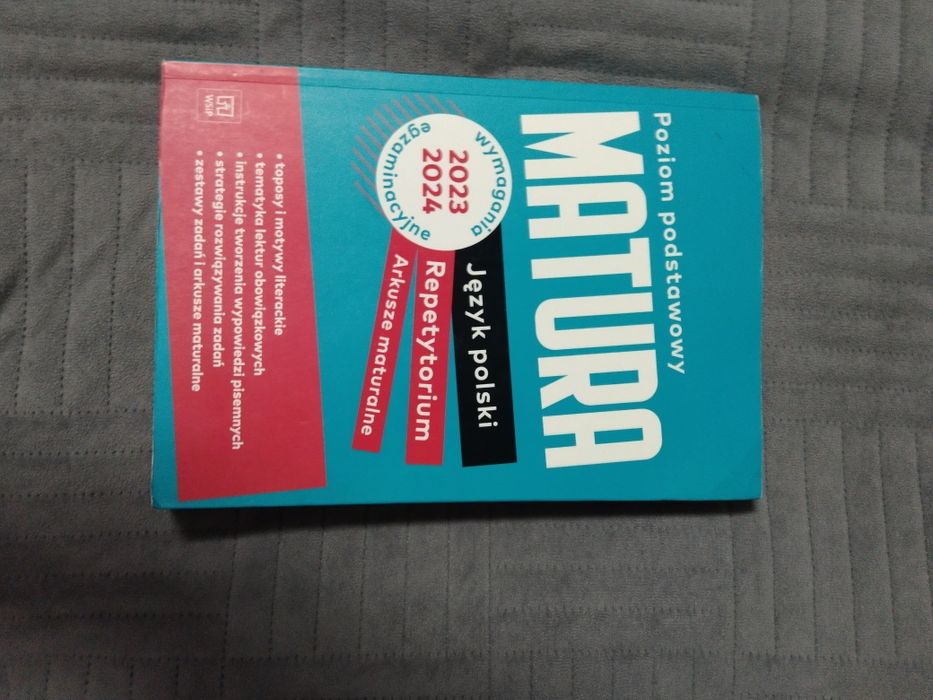 Poziom podstawowy
MATURA
wymagania
egzaminacyjne
2023
2024
Język polski
Repetytorium
Arkusze maturalne
• toposy i motywy literackie
• tematyka lektur obowiązkowych
• instrukcje tworzenia wypowiedzi pisemnych
• strategie rozwiązywania zadań
• zestawy zadań i arkusze maturalne
WSiP